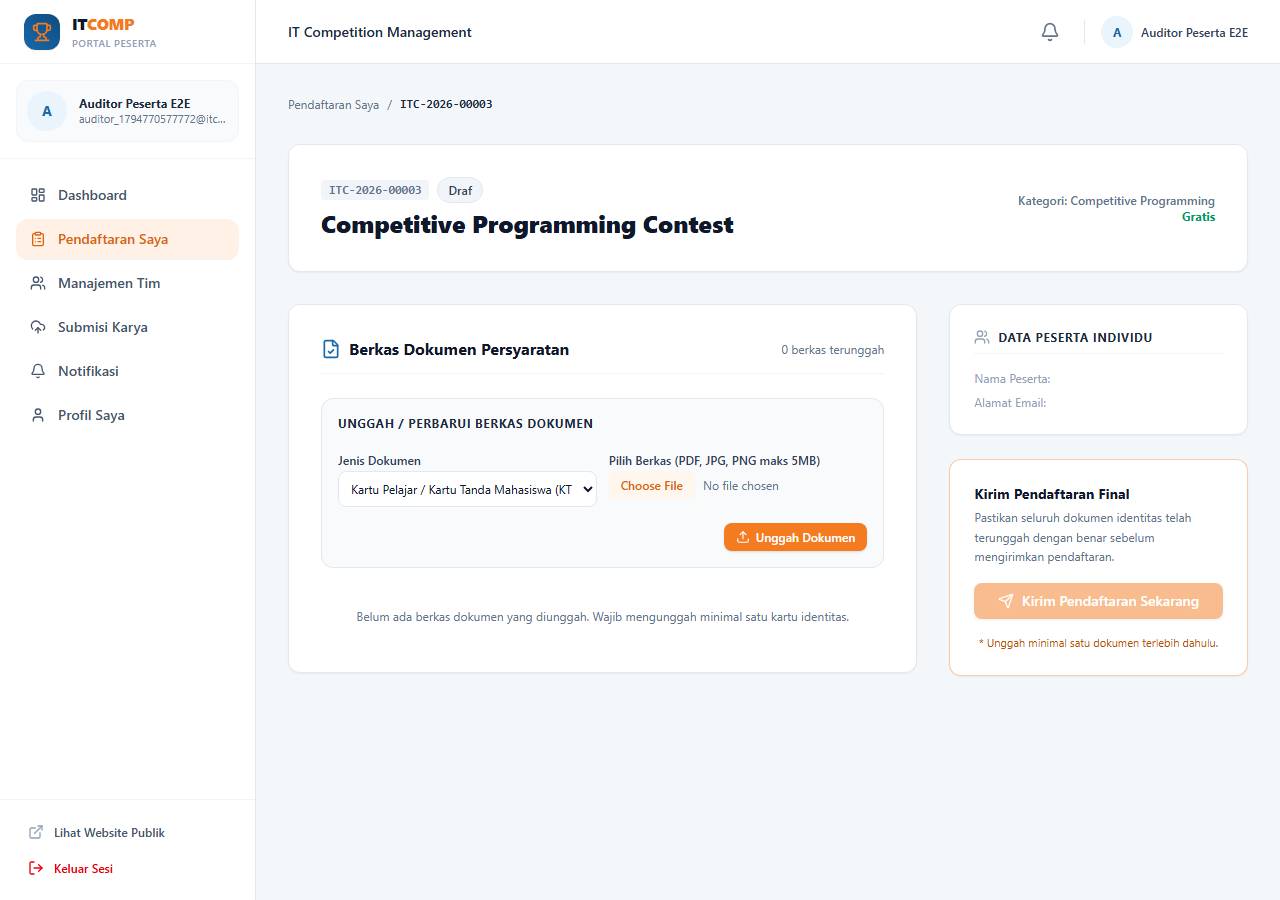 ITCOMP
PORTAL PESERTA
IT Competition Management
A
Auditor Peserta E2E
A
Auditor Peserta E2E
auditor_1794770577772@itc...
Dashboard
Pendaftaran Saya
Manajemen Tim
Submisi Karya
Notifikasi
Profil Saya
Lihat Website Publik
Keluar Sesi
Pendaftaran Saya / ITC-2026-00003
ITC-2026-00003 Draf
Competitive Programming Contest
Kategori: Competitive Programming
Gratis
Berkas Dokumen Persyaratan
0 berkas terunggah
UNGGAH / PERBARUI BERKAS DOKUMEN
Jenis Dokumen
Kartu Pelajar / Kartu Tanda Mahasiswa (KT
Pilih Berkas (PDF, JPG, PNG maks 5MB)
Choose File No file chosen
Unggah Dokumen
Belum ada berkas dokumen yang diunggah. Wajib mengunggah minimal satu kartu identitas.
DATA PESERTA INDIVIDU
Nama Peserta:
Alamat Email:
Kirim Pendaftaran Final
Pastikan seluruh dokumen identitas telah
terunggah dengan benar sebelum
mengirimkan pendaftaran.
Kirim Pendaftaran Sekarang
* Unggah minimal satu dokumen terlebih dahulu.